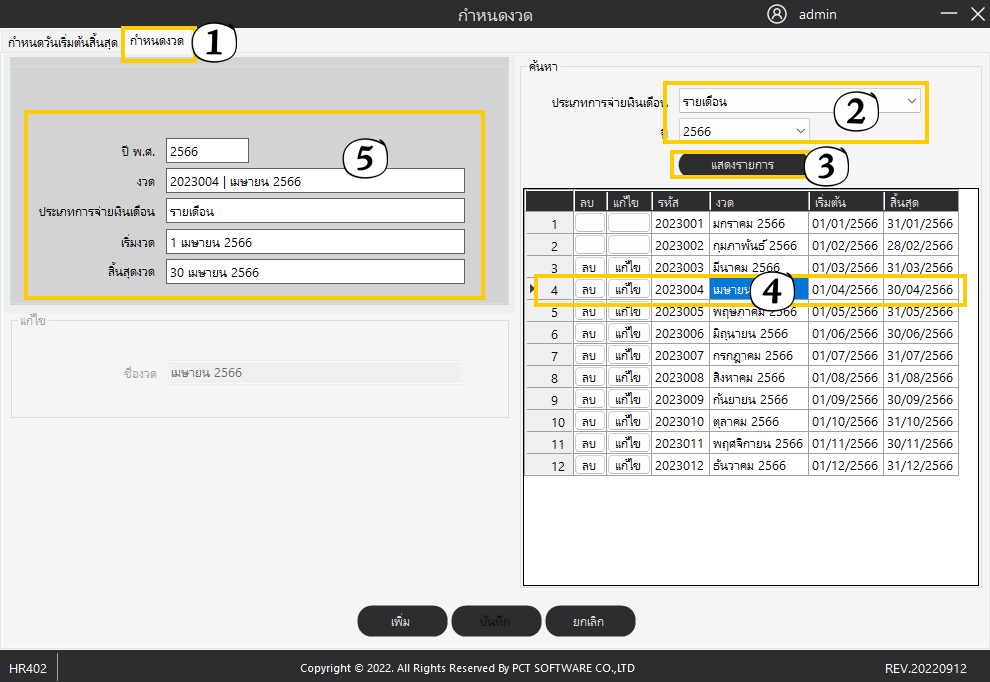 กำหนดงวด
admin
กำหนดวันเริ่มต้นสิ้นสุด
กำหนดงวด
1
ปี พ.ศ.
2566
5
งวด
2023004 | เมษายน 2566
ประเภทการจ่ายเงินเดือน
รายเดือน
เริ่มงวด
1 เมษายน 2566
สิ้นสุดงวด
30 เมษายน 2566
แก้ไข
ชื่องวด
เมษายน 2566
ค้นหา
ประเภทการจ่ายเงินเดือน
รายเดือน
2
2566
แสดงรายการ
3
ลบ แก้ไข รหัส งวด เริ่มต้น สิ้นสุด
1 2023001 มกราคม 2566 01/01/2566 31/01/2566
2 2023002 กุมภาพันธ์ 2566 01/02/2566 28/02/2566
3 ลบ แก้ไข 2023003 มีนาคม 2566 01/03/2566 31/03/2566
4 ลบ แก้ไข 2023004 เมษายน 4 01/04/2566 30/04/2566
5 ลบ แก้ไข 2023005 พฤษภาคม 2566 01/05/2566 31/05/2566
6 ลบ แก้ไข 2023006 มิถุนายน 2566 01/06/2566 30/06/2566
7 ลบ แก้ไข 2023007 กรกฎาคม 2566 01/07/2566 31/07/2566
8 ลบ แก้ไข 2023008 สิงหาคม 2566 01/08/2566 31/08/2566
9 ลบ แก้ไข 2023009 กันยายน 2566 01/09/2566 30/09/2566
10 ลบ แก้ไข 2023010 ตุลาคม 2566 01/10/2566 31/10/2566
11 ลบ แก้ไข 2023011 พฤศจิกายน 2566 01/11/2566 30/11/2566
12 ลบ แก้ไข 2023012 ธันวาคม 2566 01/12/2566 31/12/2566
เพิ่ม
บันทึก
ยกเลิก
HR402
Copyright © 2022. All Rights Reserved By PCT SOFTWARE CO.,LTD
REV.20220912